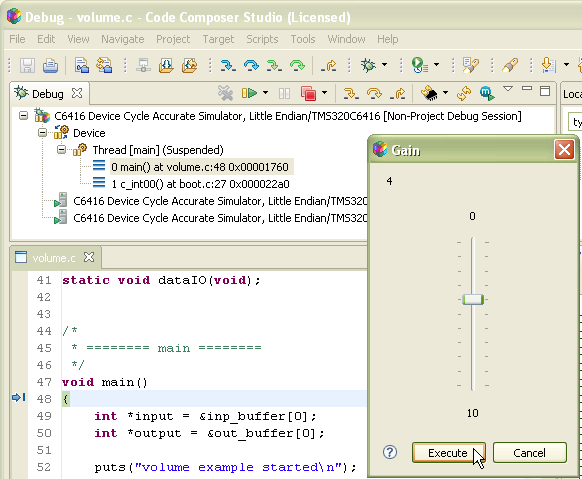 Debug - volume.c - Code Composer Studio (Licensed)
File Edit View Navigate Project Target Scripts Tools Window Help
Debug
C6416 Device Cycle Accurate Simulator, Little Endian/TMS320C6416 [Non-Project Debug Session]
Device
Thread [main] (Suspended)
0 main() at volume.c:48 0x00001760
1 c_int00() at boot.c:27 0x000022a0
C6416 Device Cycle Accurate Simulator, Little Endian/TMS320
C6416 Device Cycle Accurate Simulator, Little Endian/TMS320
Loca
ty
Gain
4
0
10
Execute
Cancel
volume.c
41 static void dataIO(void);
42
43
44 /*
45 * ======== main ========
46 */
47 void main()
48 {
49 int *input = &inp_buffer[0];
50 int *output = &out_buffer[0];
51
52 puts("volume example started\n");